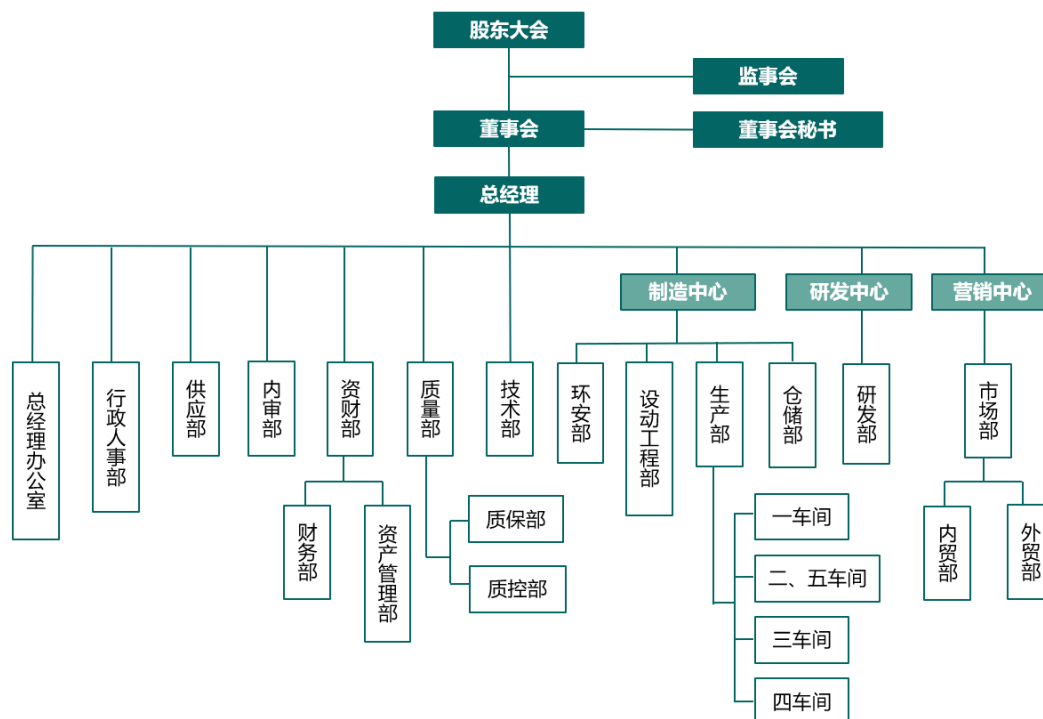 股东大会
监事会
董事会
董事会秘书
总经理
制造中心
研发中心
营销中心
总经理办公室
行政人事部
供应部
内审部
资财部
质量部
技术部
环安部
设动工程部
生产部
仓储部
研发部
市场部
财务部
资产管理部
质保部
质控部
一车间
二、五车间
三车间
四车间
内贸部
外贸部